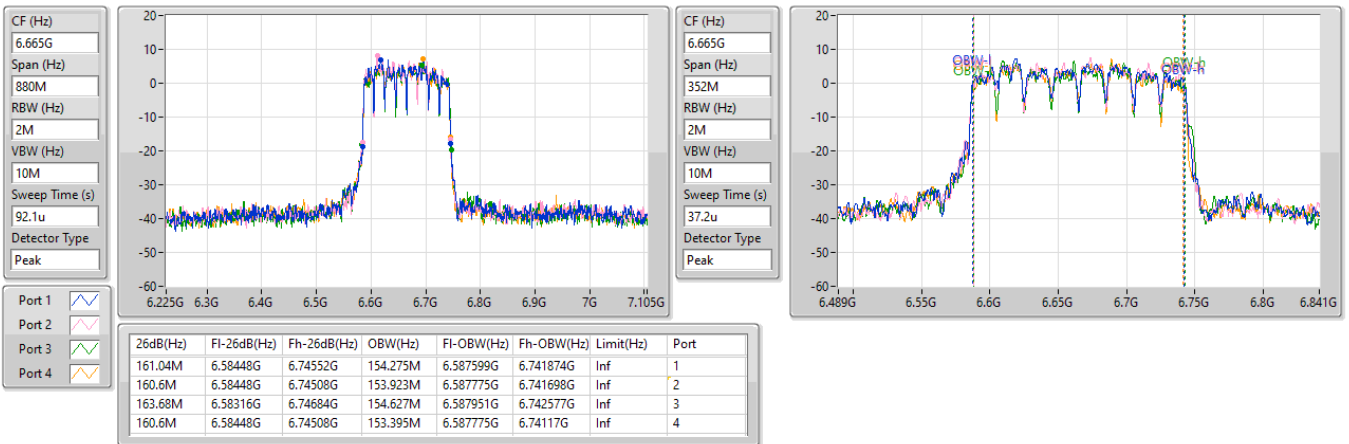 CF (Hz)
6.665G
Span (Hz)
880M
RBW (Hz)
2M
VBW (Hz)
10M
Sweep Time (s)
92.1u
Detector Type
Peak
20
10
0
-10
-20
-30
-40
-50
-60
6.225G 6.3G 6.4G 6.5G 6.6G 6.7G 6.8G 6.9G 7G 7.105G
CF (Hz)
6.665G
Span (Hz)
352M
RBW (Hz)
2M
VBW (Hz)
10M
Sweep Time (s)
37.2u
Detector Type
Peak
20
10
0
-10
-20
-30
-40
-50
-60
OBW-l
OBW-h
OBW-h
6.489G 6.55G 6.6G 6.65G 6.7G 6.75G 6.8G 6.841G
Port 1
Port 2
Port 3
Port 4
26dB(Hz) Fl-26dB(Hz) Fh-26dB(Hz) OBW(Hz) Fl-OBW(Hz) Fh-OBW(Hz) Limit(Hz) Port
161.04M 6.58448G 6.74552G 154.275M 6.587599G 6.741874G Inf 1
160.6M 6.58448G 6.74508G 153.923M 6.587775G 6.741698G Inf 2
163.68M 6.58316G 6.74684G 154.627M 6.587951G 6.742577G Inf 3
160.6M 6.58448G 6.74508G 153.395M 6.587775G 6.74117G Inf 4